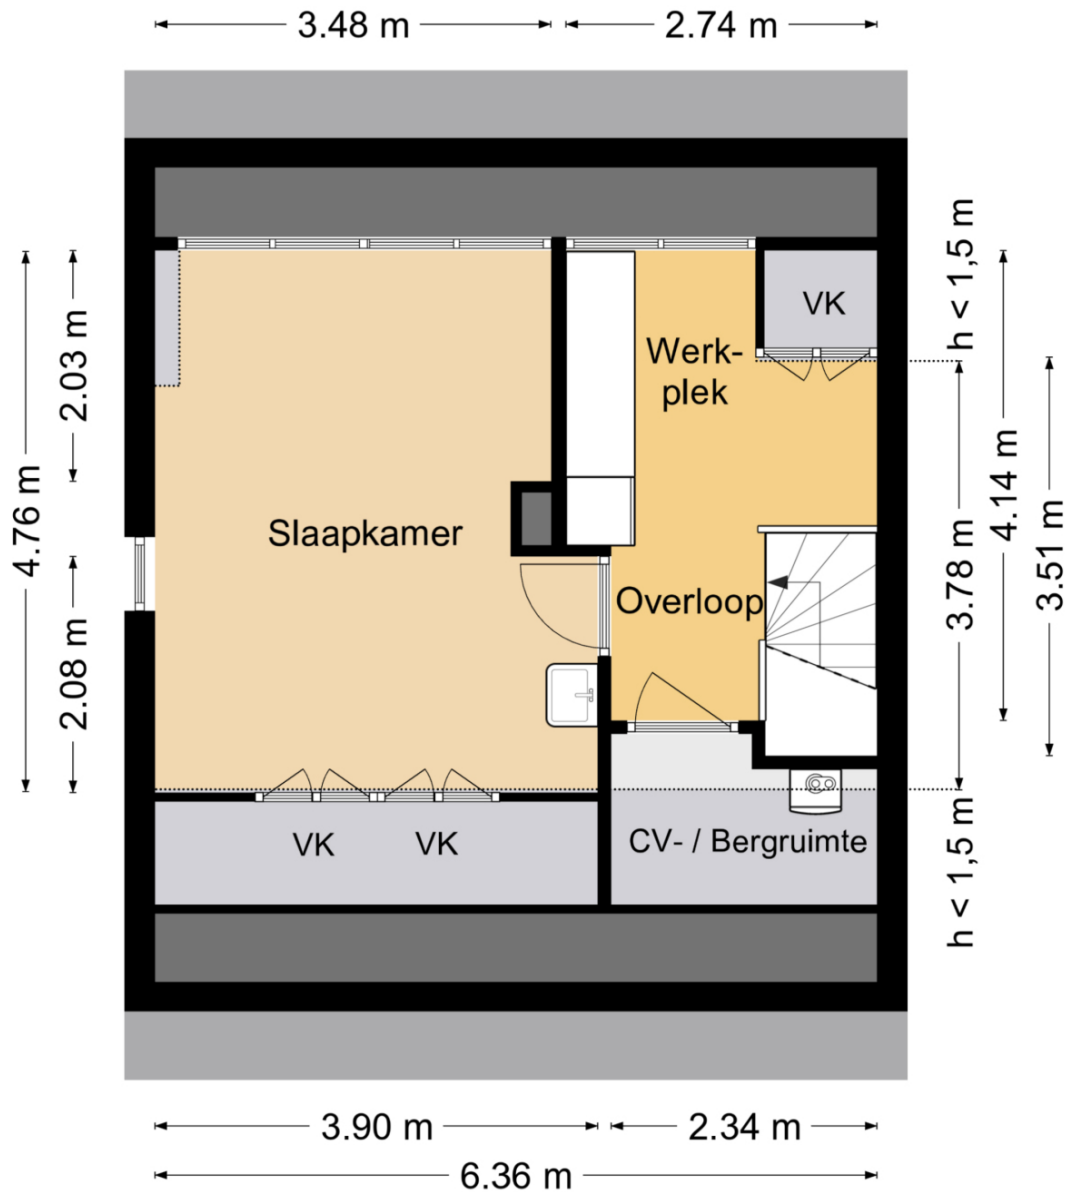 3.48 m
2.74 m
h < 1,5 m
VK
Werk-
plek
2.03 m
4.76 m
4.14 m
Slaapkamer
3.78 m
3.51 m
Overloop
2.08 m
VK
VK
CV- / Bergruimte
h < 1,5 m
3.90 m
2.34 m
6.36 m